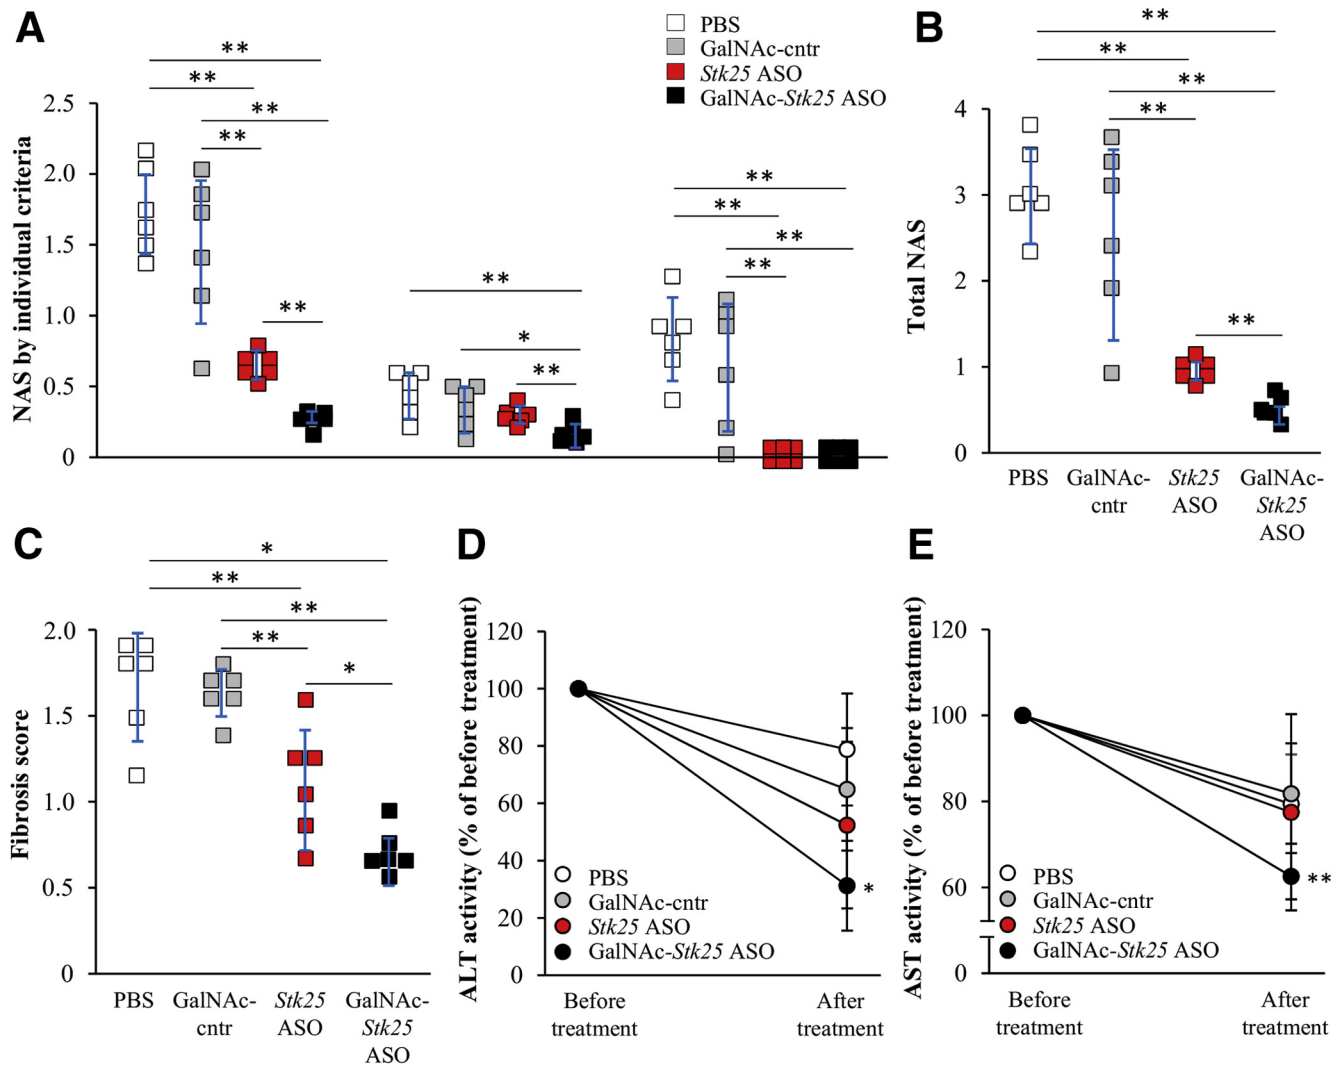 A
PBS
GalNAc-cntr
Stk25 ASO
GalNAc-Stk25 ASO
NAS by individual criteria
2.5
2.0
1.5
1.0
0.5
0
**
**
**
**
**
**
*
**
**
**
**
**
B
Total NAS
4
3
2
1
0
**
**
**
**
**
PBS
GalNAc-
cntr
Stk25
ASO
GalNAc-
Stk25
ASO
C
Fibrosis score
2.0
1.5
1.0
0.5
0
*
**
**
**
*
PBS
GalNAc-
cntr
Stk25
ASO
GalNAc-
Stk25
ASO
D
ALT activity (% of before treatment)
120
100
80
60
40
20
0
PBS
GalNAc-cntr
Stk25 ASO
GalNAc-Stk25 ASO
*
Before
treatment
After
treatment
E
AST activity (% of before treatment)
120
100
80
60
0
PBS
GalNAc-cntr
Stk25 ASO
GalNAc-Stk25 ASO
**
Before
treatment
After
treatment